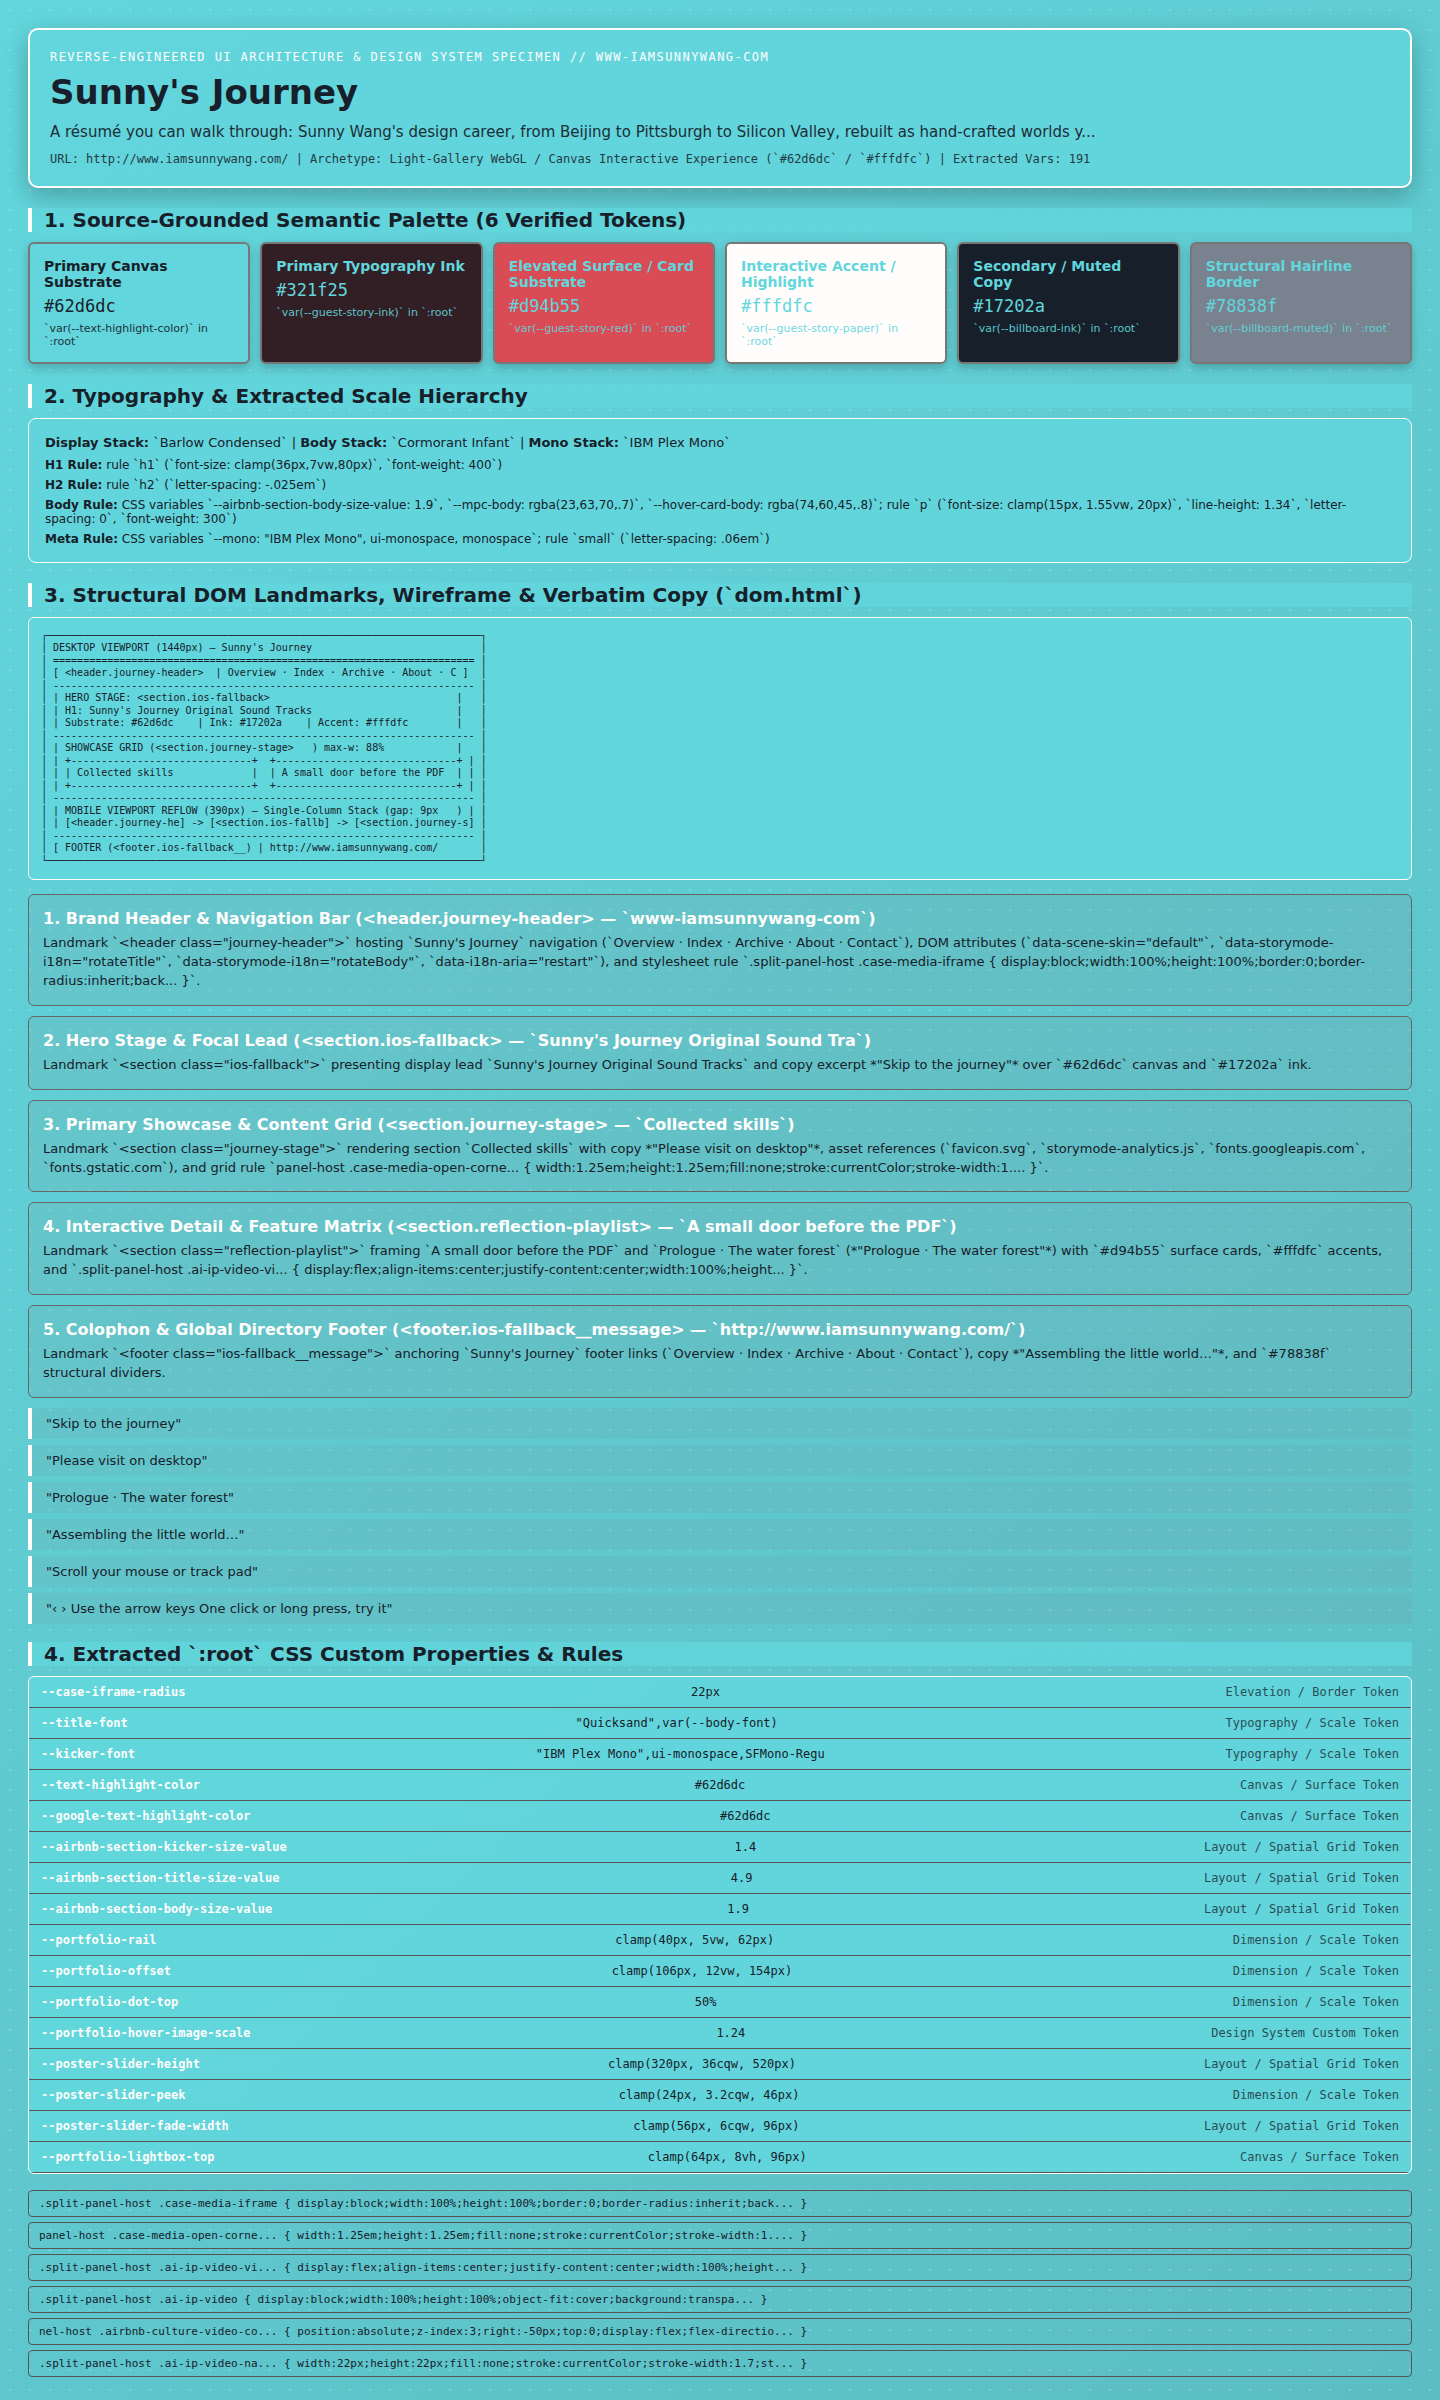 REVERSE-ENGINEERED UI ARCHITECTURE & DESIGN SYSTEM SPECIMEN // WWW-IAMSUNNYWANG-COM
Sunny's Journey
A résumé you can walk through: Sunny Wang's design career, from Beijing to Pittsburgh to Silicon Valley, rebuilt as hand-crafted worlds y...
URL: http://www.iamsunnywang.com/ | Archetype: Light-Gallery WebGL / Canvas Interactive Experience (`#62d6dc` / `#fffdfc`) | Extracted Vars: 191
1. Source-Grounded Semantic Palette (6 Verified Tokens)
Primary Canvas
Substrate
#62d6dc
`var(--text-highlight-color)` in
`:root`
Primary Typography Ink
#321f25
`var(--guest-story-ink)` in `:root`
Elevated Surface / Card
Substrate
#d94b55
`var(--guest-story-red)` in `:root`
Interactive Accent /
Highlight
#fffdfc
`var(--guest-story-paper)` in
`:root`
Secondary / Muted
Copy
#17202a
`var(--billboard-ink)` in `:root`
Structural Hairline
Border
#78838f
`var(--billboard-muted)` in `:root`
2. Typography & Extracted Scale Hierarchy
Display Stack: `Barlow Condensed` | Body Stack: `Cormorant Infant` | Mono Stack: `IBM Plex Mono`
H1 Rule: rule `h1` (`font-size: clamp(36px,7vw,80px)`, `font-weight: 400`)
H2 Rule: rule `h2` (`letter-spacing: -.025em`)
Body Rule: CSS variables `--airbnb-section-body-size-value: 1.9`, `--mpc-body: rgba(23,63,70,.7)`, `--hover-card-body: rgba(74,60,45,.8)`; rule `p` (`font-size: clamp(15px, 1.55vw, 20px)`, `line-height: 1.34`, `letter-
spacing: 0`, `font-weight: 300`)
Meta Rule: CSS variables `--mono: "IBM Plex Mono", ui-monospace, monospace`; rule `small` (`letter-spacing: .06em`)
3. Structural DOM Landmarks, Wireframe & Verbatim Copy (`dom.html`)
DESKTOP VIEWPORT (1440px) — Sunny's Journey
======================================================================
[ <header.journey-header>  | Overview · Index · Archive · About · C ]
----------------------------------------------------------------------
| HERO STAGE: <section.ios-fallback> |
| H1: Sunny's Journey Original Sound Tracks |
| Substrate: #62d6dc    | Ink: #17202a    | Accent: #fffdfc |
----------------------------------------------------------------------
| SHOWCASE GRID (<section.journey-stage>   ) max-w: 88% |
| +------------------------------+  +------------------------------+ |
| | Collected skills |  | A small door before the PDF  | |
| +------------------------------+  +------------------------------+ |
----------------------------------------------------------------------
| MOBILE VIEWPORT REFLOW (390px) — Single-Column Stack (gap: 9px   ) |
| [<header.journey-he] -> [<section.ios-fallb] -> [<section.journey-s]
----------------------------------------------------------------------
[ FOOTER (<footer.ios-fallback__) | http://www.iamsunnywang.com/
1. Brand Header & Navigation Bar (<header.journey-header> — `www-iamsunnywang-com`)
Landmark `<header class="journey-header">` hosting `Sunny's Journey` navigation (`Overview · Index · Archive · About · Contact`), DOM attributes (`data-scene-skin="default"`, `data-storymode-
i18n="rotateTitle"`, `data-storymode-i18n="rotateBody"`, `data-i18n-aria="restart"`), and stylesheet rule `.split-panel-host .case-media-iframe { display:block;width:100%;height:100%;border:0;border-
radius:inherit;back... }`.
2. Hero Stage & Focal Lead (<section.ios-fallback> — `Sunny's Journey Original Sound Tra`)
Landmark `<section class="ios-fallback">` presenting display lead `Sunny's Journey Original Sound Tracks` and copy excerpt *"Skip to the journey"* over `#62d6dc` canvas and `#17202a` ink.
3. Primary Showcase & Content Grid (<section.journey-stage> — `Collected skills`)
Landmark `<section class="journey-stage">` rendering section `Collected skills` with copy *"Please visit on desktop"*, asset references (`favicon.svg`, `storymode-analytics.js`, `fonts.googleapis.com`,
`fonts.gstatic.com`), and grid rule `panel-host .case-media-open-corne... { width:1.25em;height:1.25em;fill:none;stroke:currentColor;stroke-width:1.... }`.
4. Interactive Detail & Feature Matrix (<section.reflection-playlist> — `A small door before the PDF`)
Landmark `<section class="reflection-playlist">` framing `A small door before the PDF` and `Prologue · The water forest` (*"Prologue · The water forest"*) with `#d94b55` surface cards, `#fffdfc` accents,
and `.split-panel-host .ai-ip-video-vi... { display:flex;align-items:center;justify-content:center;width:100%;height... }`.
5. Colophon & Global Directory Footer (<footer.ios-fallback__message> — `http://www.iamsunnywang.com/`)
Landmark `<footer class="ios-fallback__message">` anchoring `Sunny's Journey` footer links (`Overview · Index · Archive · About · Contact`), copy *"Assembling the little world…"*, and `#78838f`
structural dividers.
"Skip to the journey"
"Please visit on desktop"
"Prologue · The water forest"
"Assembling the little world…"
"Scroll your mouse or track pad"
"‹ › Use the arrow keys One click or long press, try it"
4. Extracted `:root` CSS Custom Properties & Rules
--case-iframe-radius 22px Elevation / Border Token
--title-font "Quicksand",var(--body-font) Typography / Scale Token
--kicker-font "IBM Plex Mono",ui-monospace,SFMono-Regu Typography / Scale Token
--text-highlight-color #62d6dc Canvas / Surface Token
--google-text-highlight-color #62d6dc Canvas / Surface Token
--airbnb-section-kicker-size-value 1.4 Layout / Spatial Grid Token
--airbnb-section-title-size-value 4.9 Layout / Spatial Grid Token
--airbnb-section-body-size-value 1.9 Layout / Spatial Grid Token
--portfolio-rail clamp(40px, 5vw, 62px) Dimension / Scale Token
--portfolio-offset clamp(106px, 12vw, 154px) Dimension / Scale Token
--portfolio-dot-top 50% Dimension / Scale Token
--portfolio-hover-image-scale 1.24 Design System Custom Token
--poster-slider-height clamp(320px, 36cqw, 520px) Layout / Spatial Grid Token
--poster-slider-peek clamp(24px, 3.2cqw, 46px) Dimension / Scale Token
--poster-slider-fade-width clamp(56px, 6cqw, 96px) Layout / Spatial Grid Token
--portfolio-lightbox-top clamp(64px, 8vh, 96px) Canvas / Surface Token
.split-panel-host .case-media-iframe { display:block;width:100%;height:100%;border:0;border-radius:inherit;back... }
panel-host .case-media-open-corne... { width:1.25em;height:1.25em;fill:none;stroke:currentColor;stroke-width:1.... }
.split-panel-host .ai-ip-video-vi... { display:flex;align-items:center;justify-content:center;width:100%;height... }
.split-panel-host .ai-ip-video { display:block;width:100%;height:100%;object-fit:cover;background:transpa... }
nel-host .airbnb-culture-video-co... { position:absolute;z-index:3;right:-50px;top:0;display:flex;flex-directio... }
.split-panel-host .ai-ip-video-na... { width:22px;height:22px;fill:none;stroke:currentColor;stroke-width:1.7;st... }